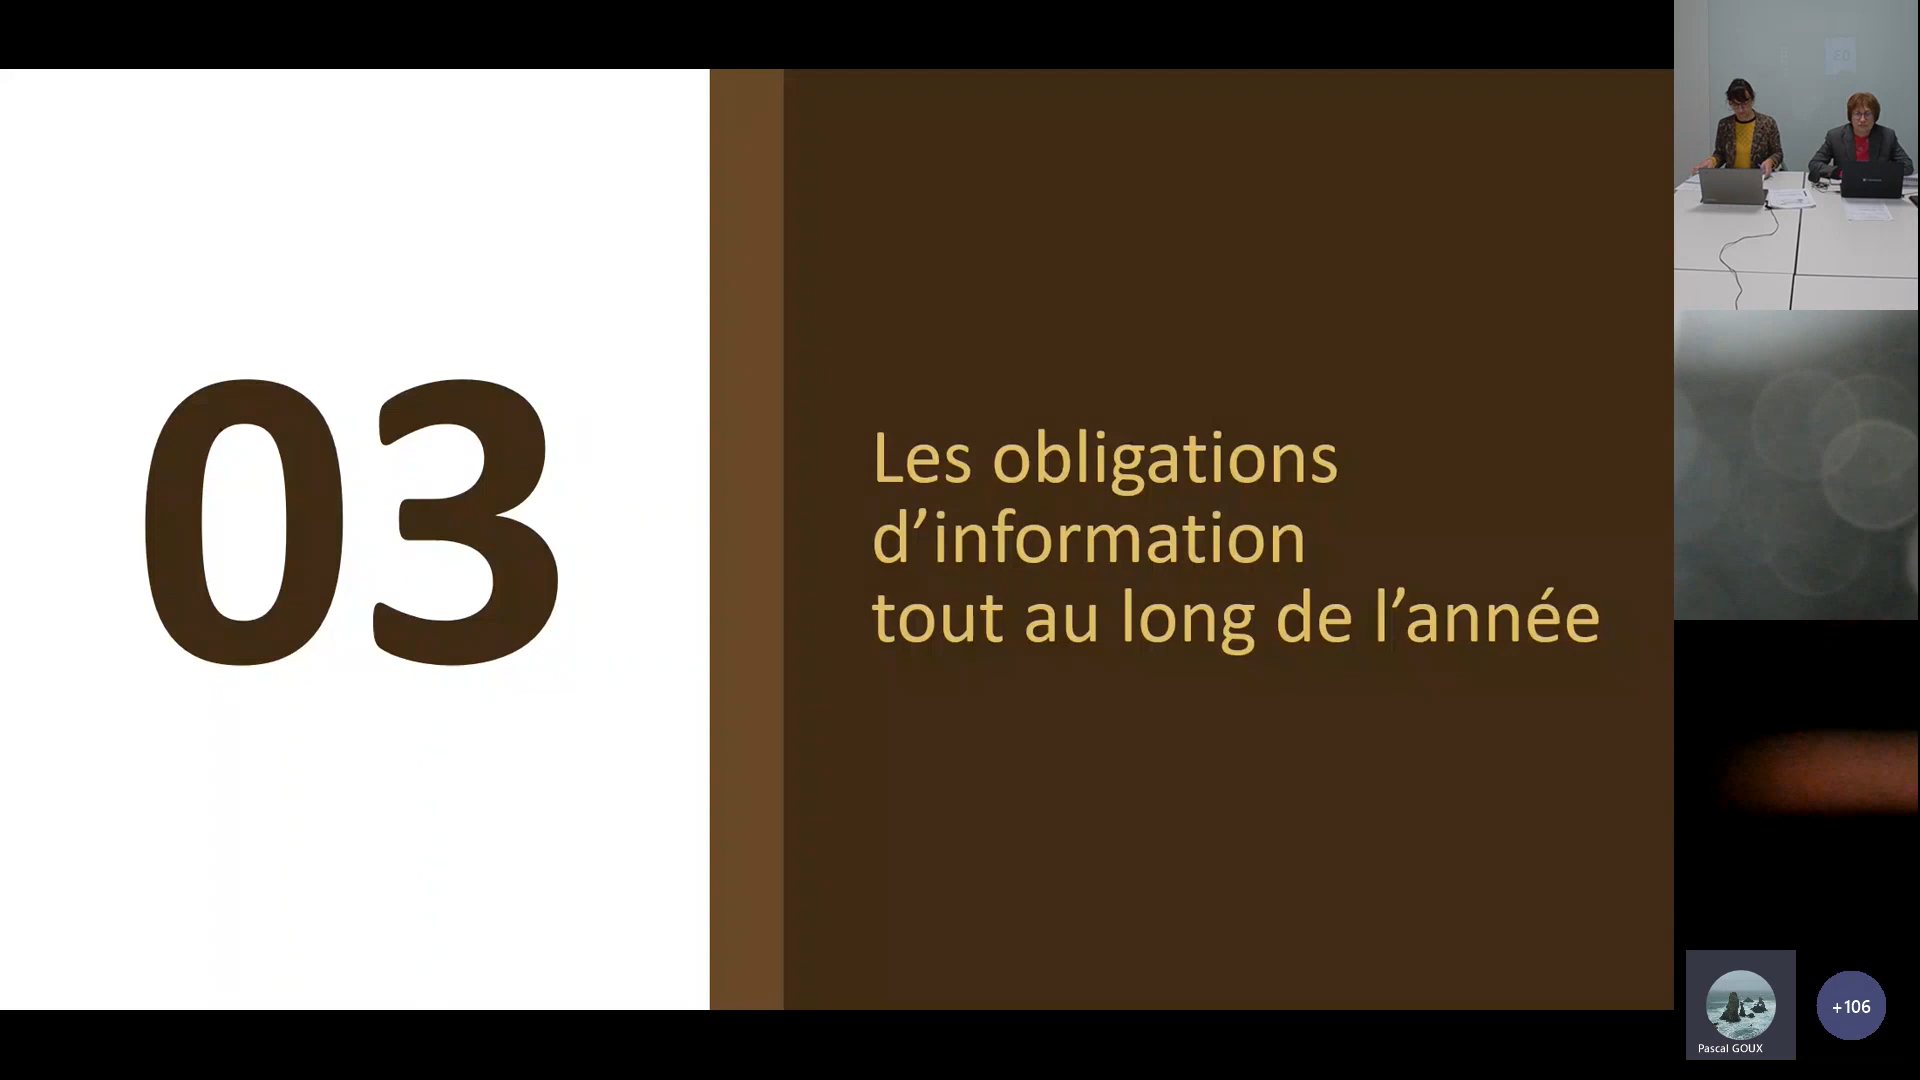 03
Les obligations
d’information
tout au long de l’année
Pascal GOUX
+106